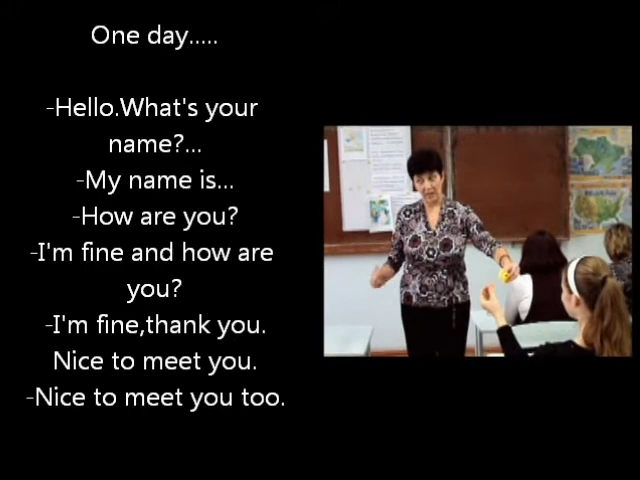 One day.....
-Hello.What's your
name?...
-My name is...
-How are you?
-I'm fine and how are
you?
-I'm fine,thank you.
Nice to meet you.
-Nice to meet you too.